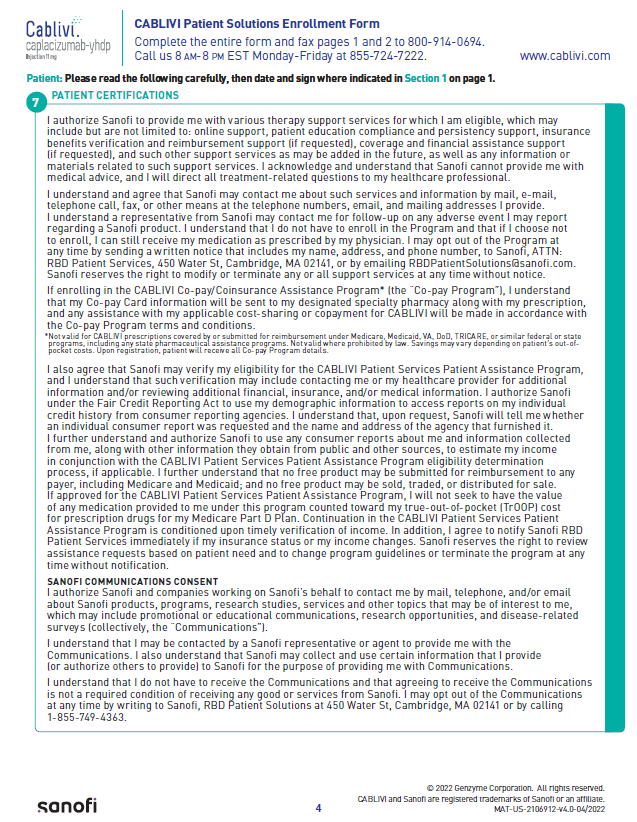 Cablivi.
caplacizumab-yhdp
Injection 11 mg
CABLIVI Patient Solutions Enrollment Form
Complete the entire form and fax pages 1 and 2 to 800-914-0694.
Call us 8 AM-8 PM EST Monday-Friday at 855-724-7222.
www.cablivi.com
Patient: Please read the following carefully, then date and sign where indicated in Section 1 on page 1.
7 PATIENT CERTIFICATIONS
I authorize Sanofi to provide me with various therapy support services for which I am eligible, which may
include but are not limited to: online support, patient education compliance and persistency support, insurance
benefits verification and reimbursement support (if requested), coverage and financial assistance support
(if requested), and such other support services as may be added in the future, as well as any information or
materials related to such support services. I acknowledge and understand that Sanofi cannot provide me with
medical advice, and I will direct all treatment-related questions to my healthcare professional.
I understand and agree that Sanofi may contact me about such services and information by mail, e-mail,
telephone call, fax, or other means at the telephone numbers, email, and mailing addresses I provide.
I understand a representative from Sanofi may contact me for follow-up on any adverse event I may report
regarding a Sanofi product. I understand that I do not have to enroll in the Program and that if I choose not
to enroll, I can still receive my medication as prescribed by my physician. I may opt out of the Program at
any time by sending a written notice that includes my name, address, and phone number, to Sanofi, ATTN:
RBD Patient Services, 450 Water St, Cambridge, MA 02141, or by emailing RBDPatientSolutions@sanofi.com.
Sanofi reserves the right to modify or terminate any or all support services at any time without notice.
If enrolling in the CABLIVI Co-pay/Coinsurance Assistance Program* (the “Co-pay Program”), I understand
that my Co-pay Card information will be sent to my designated specialty pharmacy along with my prescription,
and any assistance with my applicable cost-sharing or copayment for CABLIVI will be made in accordance with
the Co-pay Program terms and conditions.
*Not valid for CABLIVI prescriptions covered by or submitted for reimbursement under Medicare, Medicaid, VA, DoD, TRICARE, or similar federal or state
programs, including any state pharmaceutical assistance programs. Not valid where prohibited by law. Savings may vary depending on patient's out-of-
pocket costs. Upon registration, patient will receive all Co-pay Program details.
I also agree that Sanofi may verify my eligibility for the CABLIVI Patient Services Patient Assistance Program,
and I understand that such verification may include contacting me or my healthcare provider for additional
information and/or reviewing additional financial, insurance, and/or medical information. I authorize Sanofi
under the Fair Credit Reporting Act to use my demographic information to access reports on my individual
credit history from consumer reporting agencies. I understand that, upon request, Sanofi will tell me whether
an individual consumer report was requested and the name and address of the agency that furnished it.
I further understand and authorize Sanofi to use any consumer reports about me and information collected
from me, along with other information they obtain from public and other sources, to estimate my income
in conjunction with the CABLIVI Patient Services Patient Assistance Program eligibility determination
process, if applicable. I further understand that no free product may be submitted for reimbursement to any
payer, including Medicare and Medicaid; and no free product may be sold, traded, or distributed for sale.
If approved for the CABLIVI Patient Services Patient Assistance Program, I will not seek to have the value
of any medication provided to me under this program counted toward my true-out-of-pocket (TrOOP) cost
for prescription drugs for my Medicare Part D Plan. Continuation in the CABLIVI Patient Services Patient
Assistance Program is conditioned upon timely verification of income. In addition, I agree to notify Sanofi RBD
Patient Services immediately if my insurance status or my income changes. Sanofi reserves the right to review
assistance requests based on patient need and to change program guidelines or terminate the program at any
time without notification.
SANOFI COMMUNICATIONS CONSENT
I authorize Sanofi and companies working on Sanofi's behalf to contact me by mail, telephone, and/or email
about Sanofi products, programs, research studies, services and other topics that may be of interest to me,
which may include promotional or educational communications, research opportunities, and disease-related
surveys (collectively, the “Communications”).
I understand that I may be contacted by a Sanofi representative or agent to provide me with the
Communications. I also understand that Sanofi may collect and use certain information that I provide
(or authorize others to provide) to Sanofi for the purpose of providing me with Communications.
I understand that I do not have to receive the Communications and that agreeing to receive the Communications
is not a required condition of receiving any good or services from Sanofi. I may opt out of the Communications
at any time by writing to Sanofi, RBD Patient Solutions at 450 Water St, Cambridge, MA 02141 or by calling
1-855-749-4363.
sanofi
4
© 2022 Genzyme Corporation. All rights reserved.
CABLIVI and Sanofi are registered trademarks of Sanofi or an affiliate.
MAT-US-2106912-v4.0-04/2022